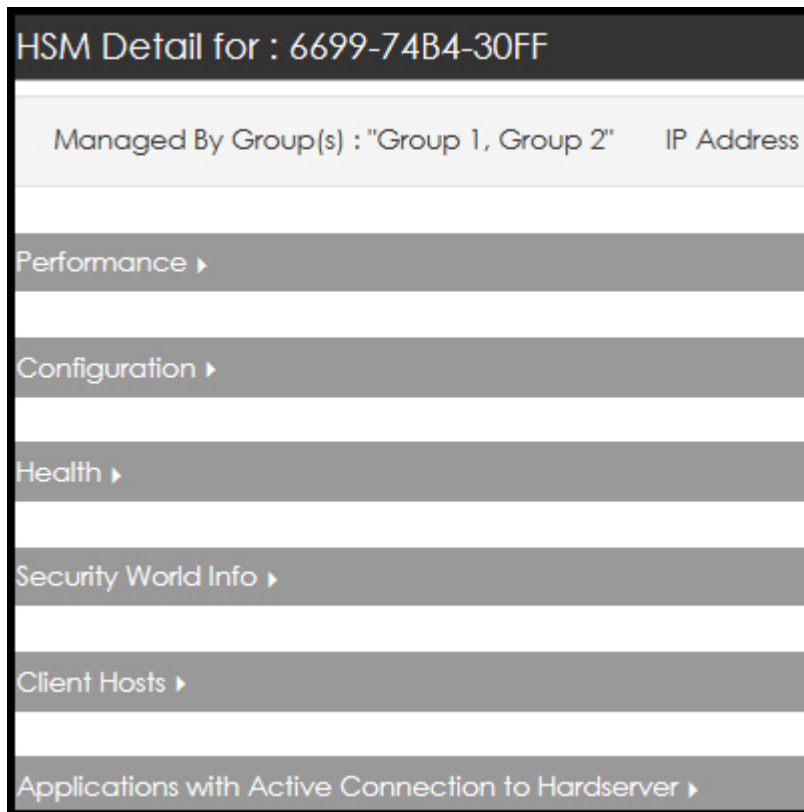 HSM Detail for : 6699-74B4-30FF
Managed By Group(s) : "Group 1, Group 2" IP Address
Performance
Configuration
Health
Security World Info
Client Hosts
Applications with Active Connection to Hardserver